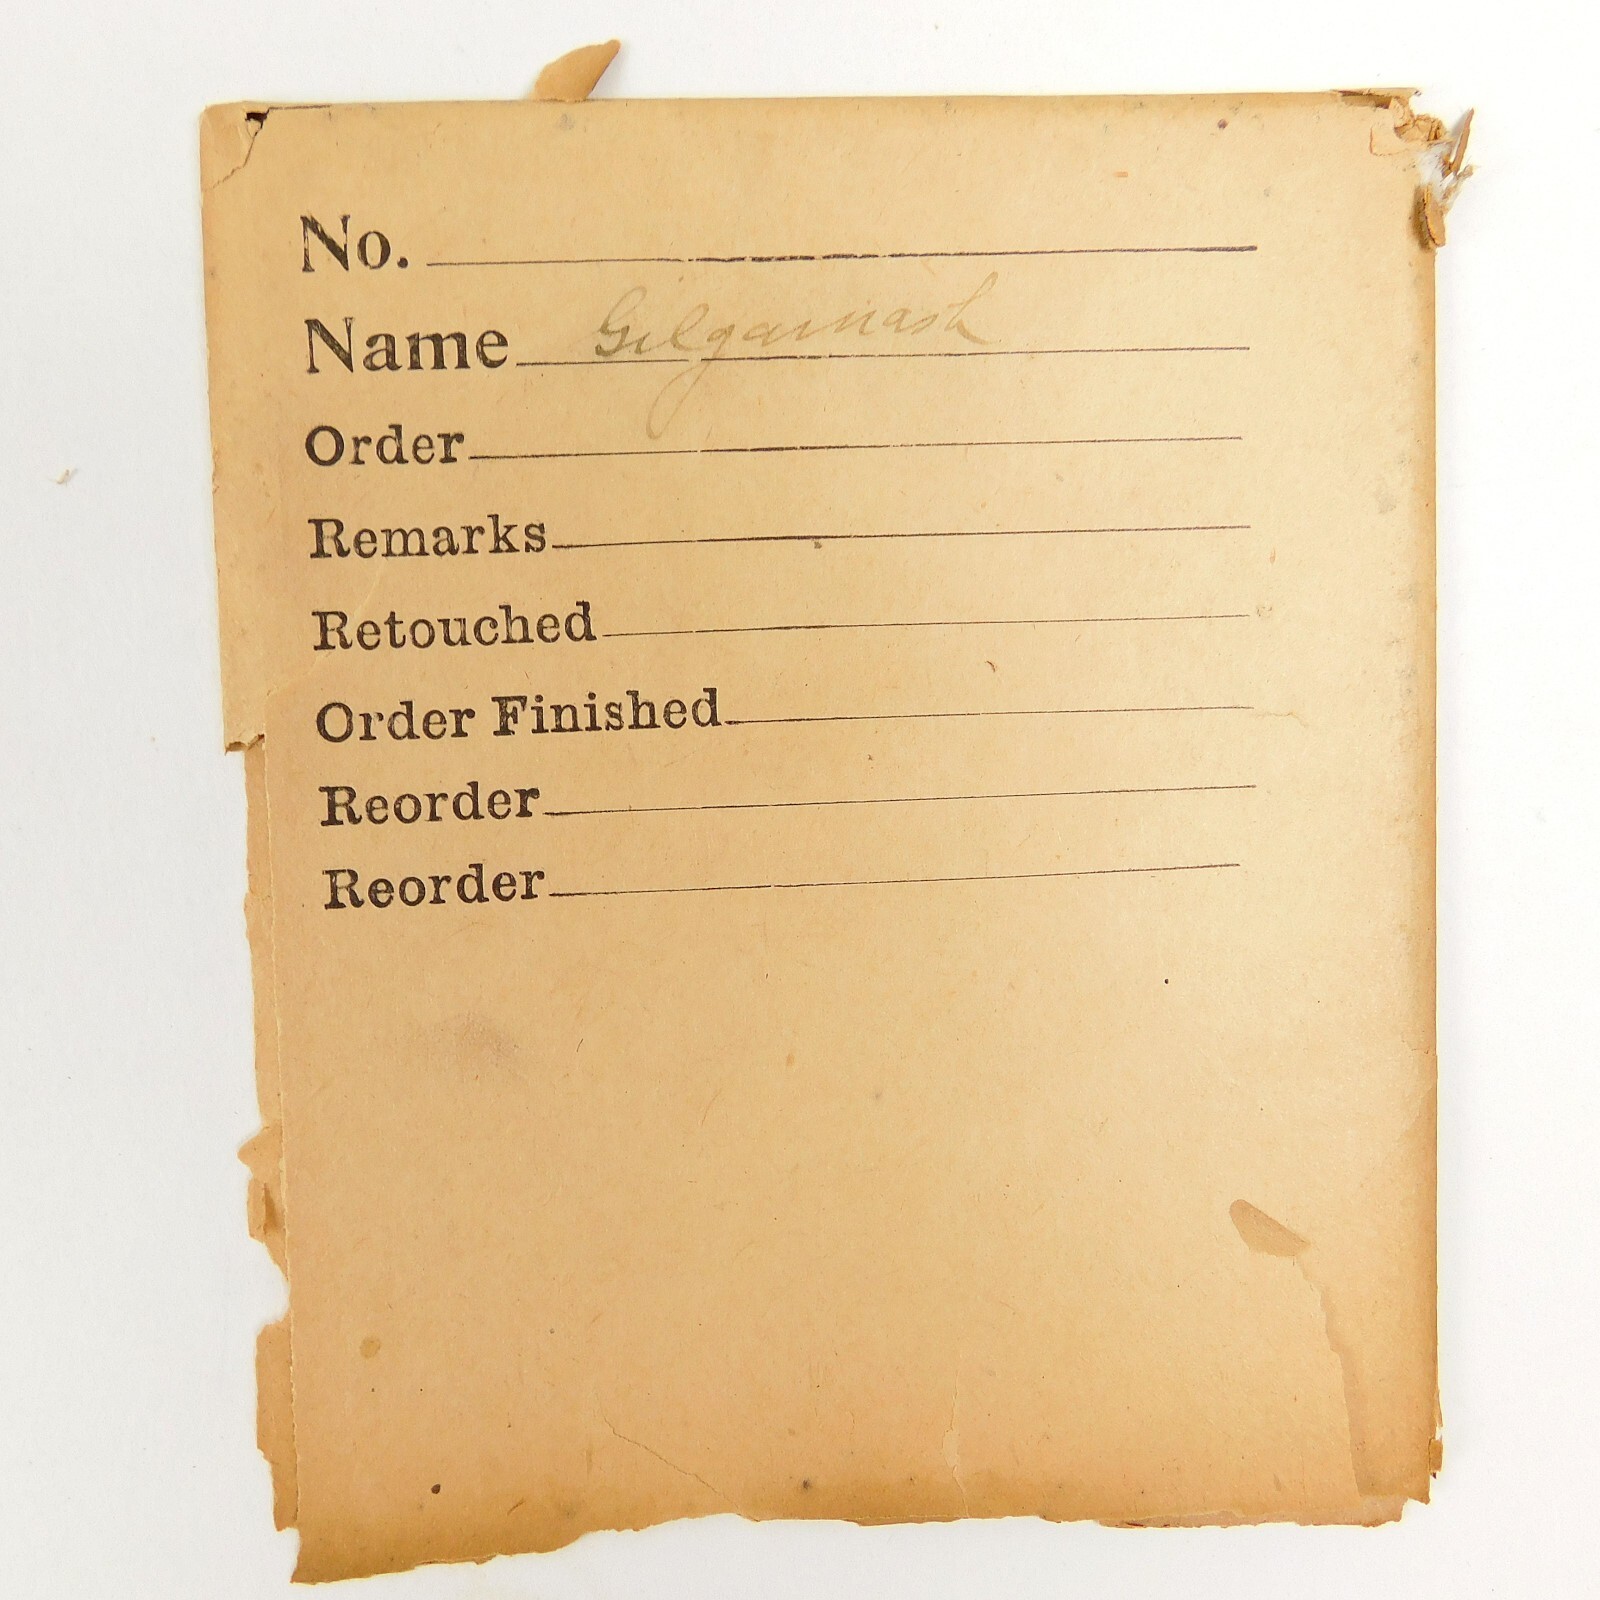 No.
Name Gilgamash
Order
Remarks
Retouched
Order Finished
Reorder
Reorder